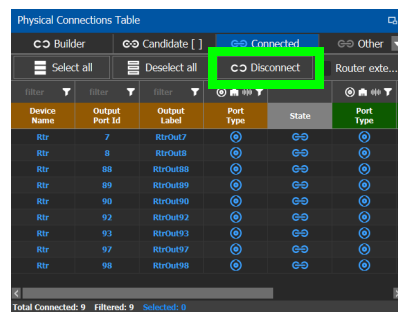 Physical Connections Table
Builder Candidate [ ] Connected Other
Select all Deselect all Disconnect Router exte...
filter filter filter
Device Name Output Port Id Output Label Port Type State Port Type
Rtr 7 RtrOut7
Rtr 8 RtrOut8
Rtr 88 RtrOut88
Rtr 89 RtrOut89
Rtr 90 RtrOut90
Rtr 92 RtrOut92
Rtr 93 RtrOut93
Rtr 97 RtrOut97
Rtr 98 RtrOut98
Total Connected: 9 Filtered: 9 Selected: 0